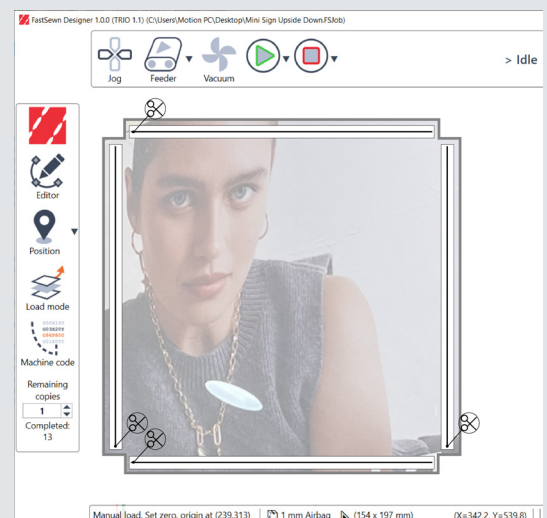 FastSewn Designer 1.0.0 (TRIO 1.1) (C:\Users\Motion PC\Desktop\Mini Sign Upside Down.FSJob)
Jog
Feeder
Vacuum
> Idle
Editor
Position
Load mode
Machine code
Remaining
copies
1
Completed:
13
Manual load. Set zero, origin at (239,313)
1 mm Airbag
(154 x 197 mm)
(X=342.2, Y=539.8)